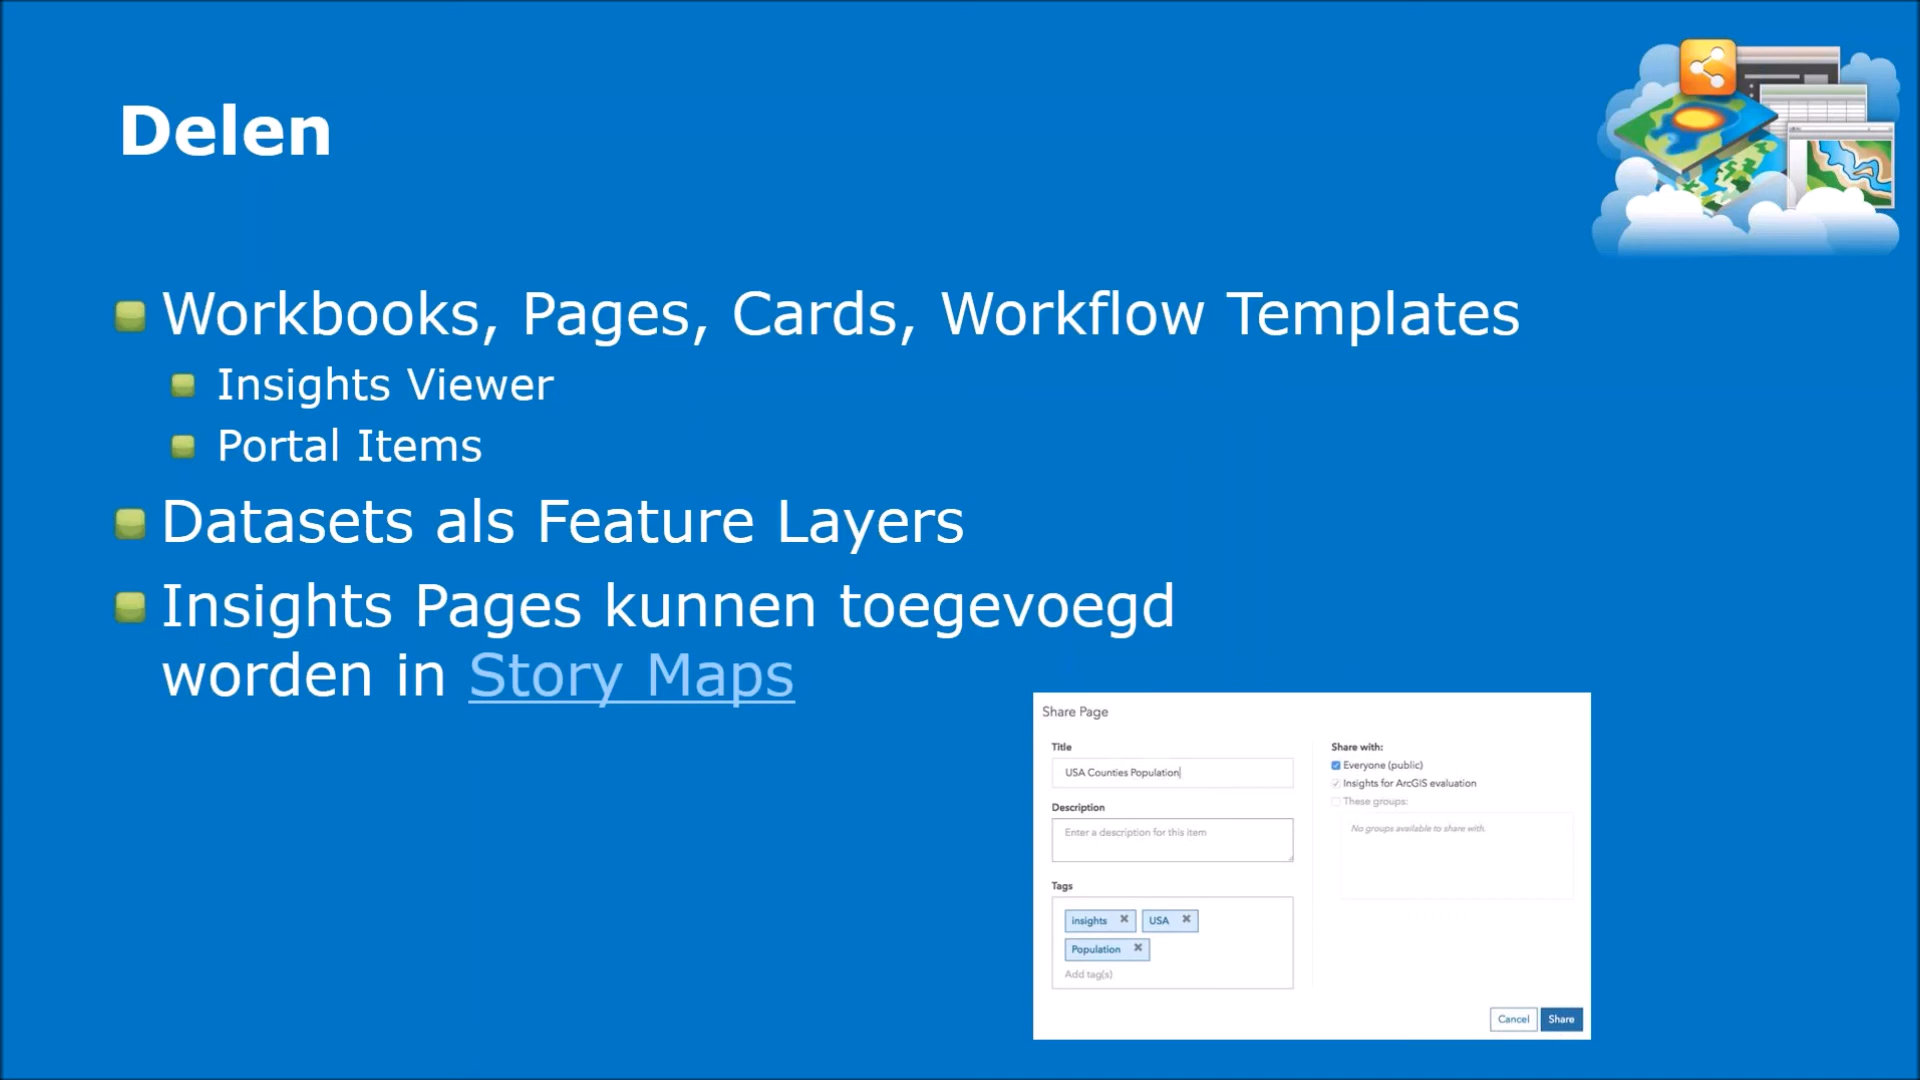 Delen
Workbooks, Pages, Cards, Workflow Templates
Insights Viewer
Portal Items
Datasets als Feature Layers
Insights Pages kunnen toegevoegd
worden in Story Maps
Share Page
Title
USA Counties Population
Description
Enter a description for this item
Tags
insights
USA
Population
Add tag(s)
Share with:
Everyone (public)
Insights for ArcGIS evaluation
These groups:
No groups available to share with.
Cancel
Share